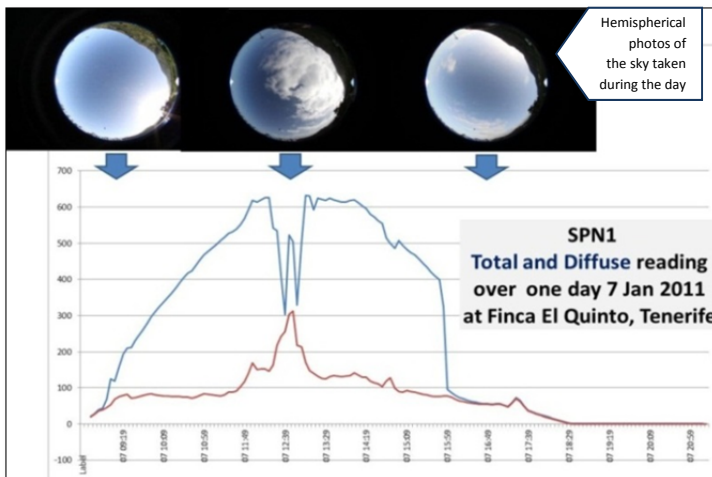 Hemispherical
photos of
the sky taken
during the day
700
600
500
400
300
200
100
0
-100
SPN1
Total and Diffuse reading
over one day 7 Jan 2011
at Finca El Quinto, Tenerife
Label
07 09:19
07 10:09
07 10:59
07 11:49
07 12:39
07 13:29
07 14:19
07 15:09
07 15:59
07 16:49
07 17:39
07 18:29
07 19:19
07 20:09
07 20:59